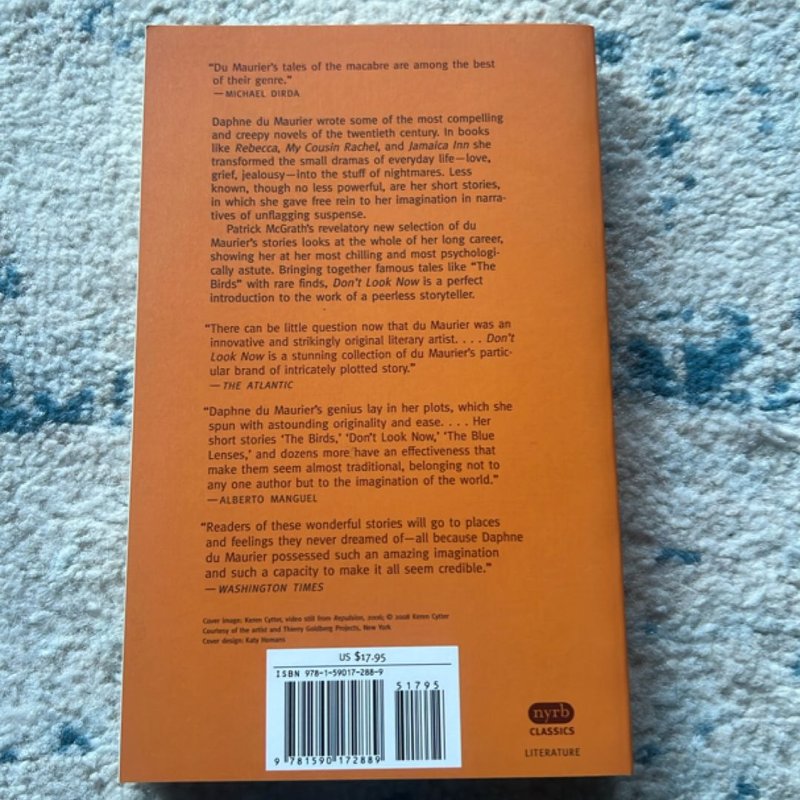 “Du Maurier’s tales of the macabre are among the best
of their genre.”
—MICHAEL DIRDA
Daphne du Maurier wrote some of the most compelling
and creepy novels of the twentieth century. In books
like Rebecca, My Cousin Rachel, and Jamaica Inn she
transformed the small dramas of everyday life—love,
grief, jealousy—into the stuff of nightmares. Less
known, though no less powerful, are her short stories,
in which she gave free rein to her imagination in narra-
tives of unflagging suspense.
Patrick McGrath’s revelatory new selection of du
Maurier’s stories looks at the whole of her long career,
showing her at her most chilling and most psychologi-
cally astute. Bringing together famous tales like “The
Birds” with rare finds, Don’t Look Now is a perfect
introduction to the work of a peerless storyteller.
“There can be little question now that du Maurier was an
innovative and strikingly original literary artist. . . . Don’t
Look Now is a stunning collection of du Maurier’s partic-
ular brand of intricately plotted story.”
—THE ATLANTIC
“Daphne du Maurier’s genius lay in her plots, which she
spun with astounding originality and ease. . . . Her
short stories ‘The Birds,’ ‘Don’t Look Now,’ ‘The Blue
Lenses,’ and dozens more have an effectiveness that
make them seem almost traditional, belonging not to
any one author but to the imagination of the world.”
—ALBERTO MANGUEL
“Readers of these wonderful stories will go to places
and feelings they never dreamed of—all because Daphne
du Maurier possessed such an amazing imagination
and such a capacity to make it all seem credible.”
—WASHINGTON TIMES
Cover image: Keren Cytter, video still from Repulsion, 2006; © 2008 Keren Cytter
Courtesy of the artist and Thierry Goldberg Projects, New York
Cover design: Katy Homans
US $17.95
ISBN 978-1-59017-288-9
51795
9 781590 172889
nyrb
CLASSICS
LITERATURE